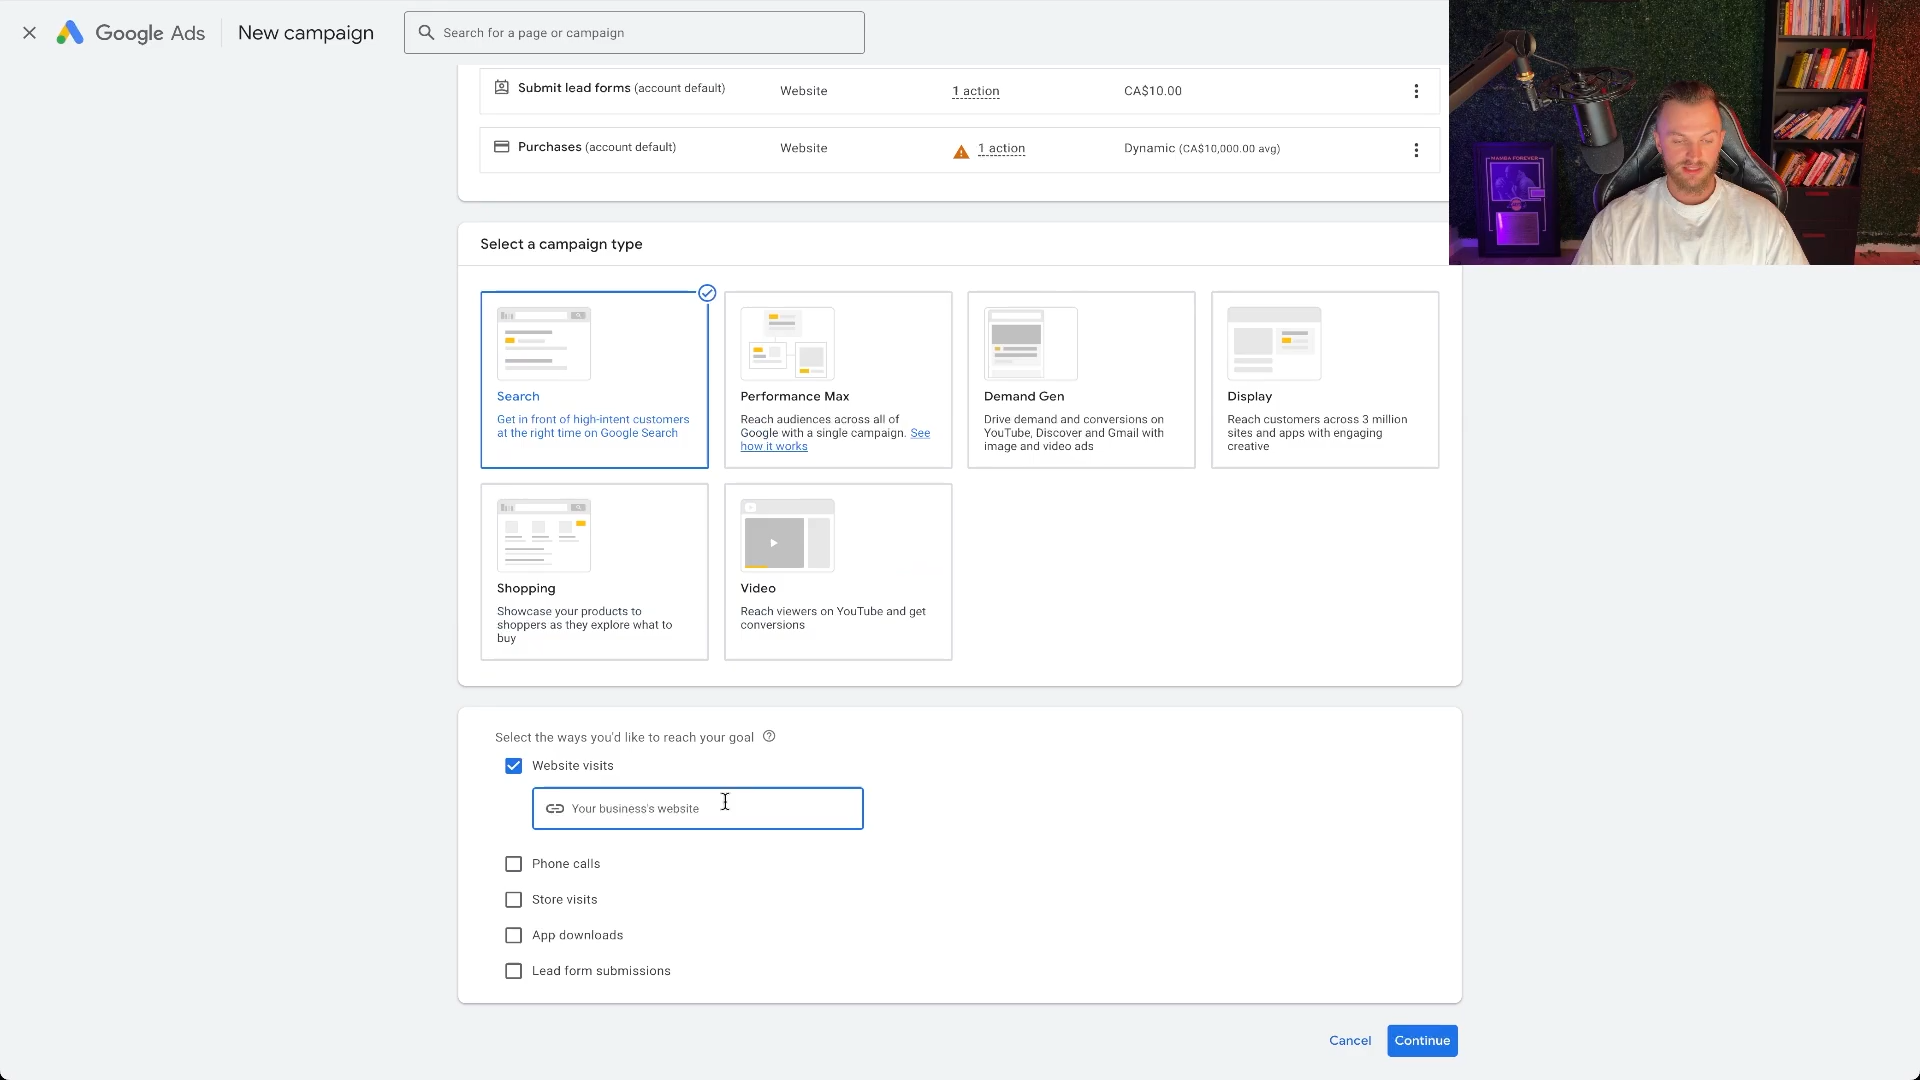 Google Ads
New campaign
Search for a page or campaign
Submit lead forms (account default)
Website
1 action
CA$10.00
Purchases (account default)
Website
1 action
Dynamic (CA$10,000.00 avg)
MAMBA FOREVER
Select a campaign type
Search
Get in front of high-intent customers
at the right time on Google Search
Performance Max
Reach audiences across all of
Google with a single campaign. See
how it works
Demand Gen
Drive demand and conversions on
YouTube, Discover and Gmail with
image and video ads
Display
Reach customers across 3 million
sites and apps with engaging
creative
Shopping
Showcase your products to
shoppers as they explore what to
buy
Video
Reach viewers on YouTube and get
conversions
Select the ways you'd like to reach your goal
Website visits
Your business's website
Phone calls
Store visits
App downloads
Lead form submissions
Cancel
Continue